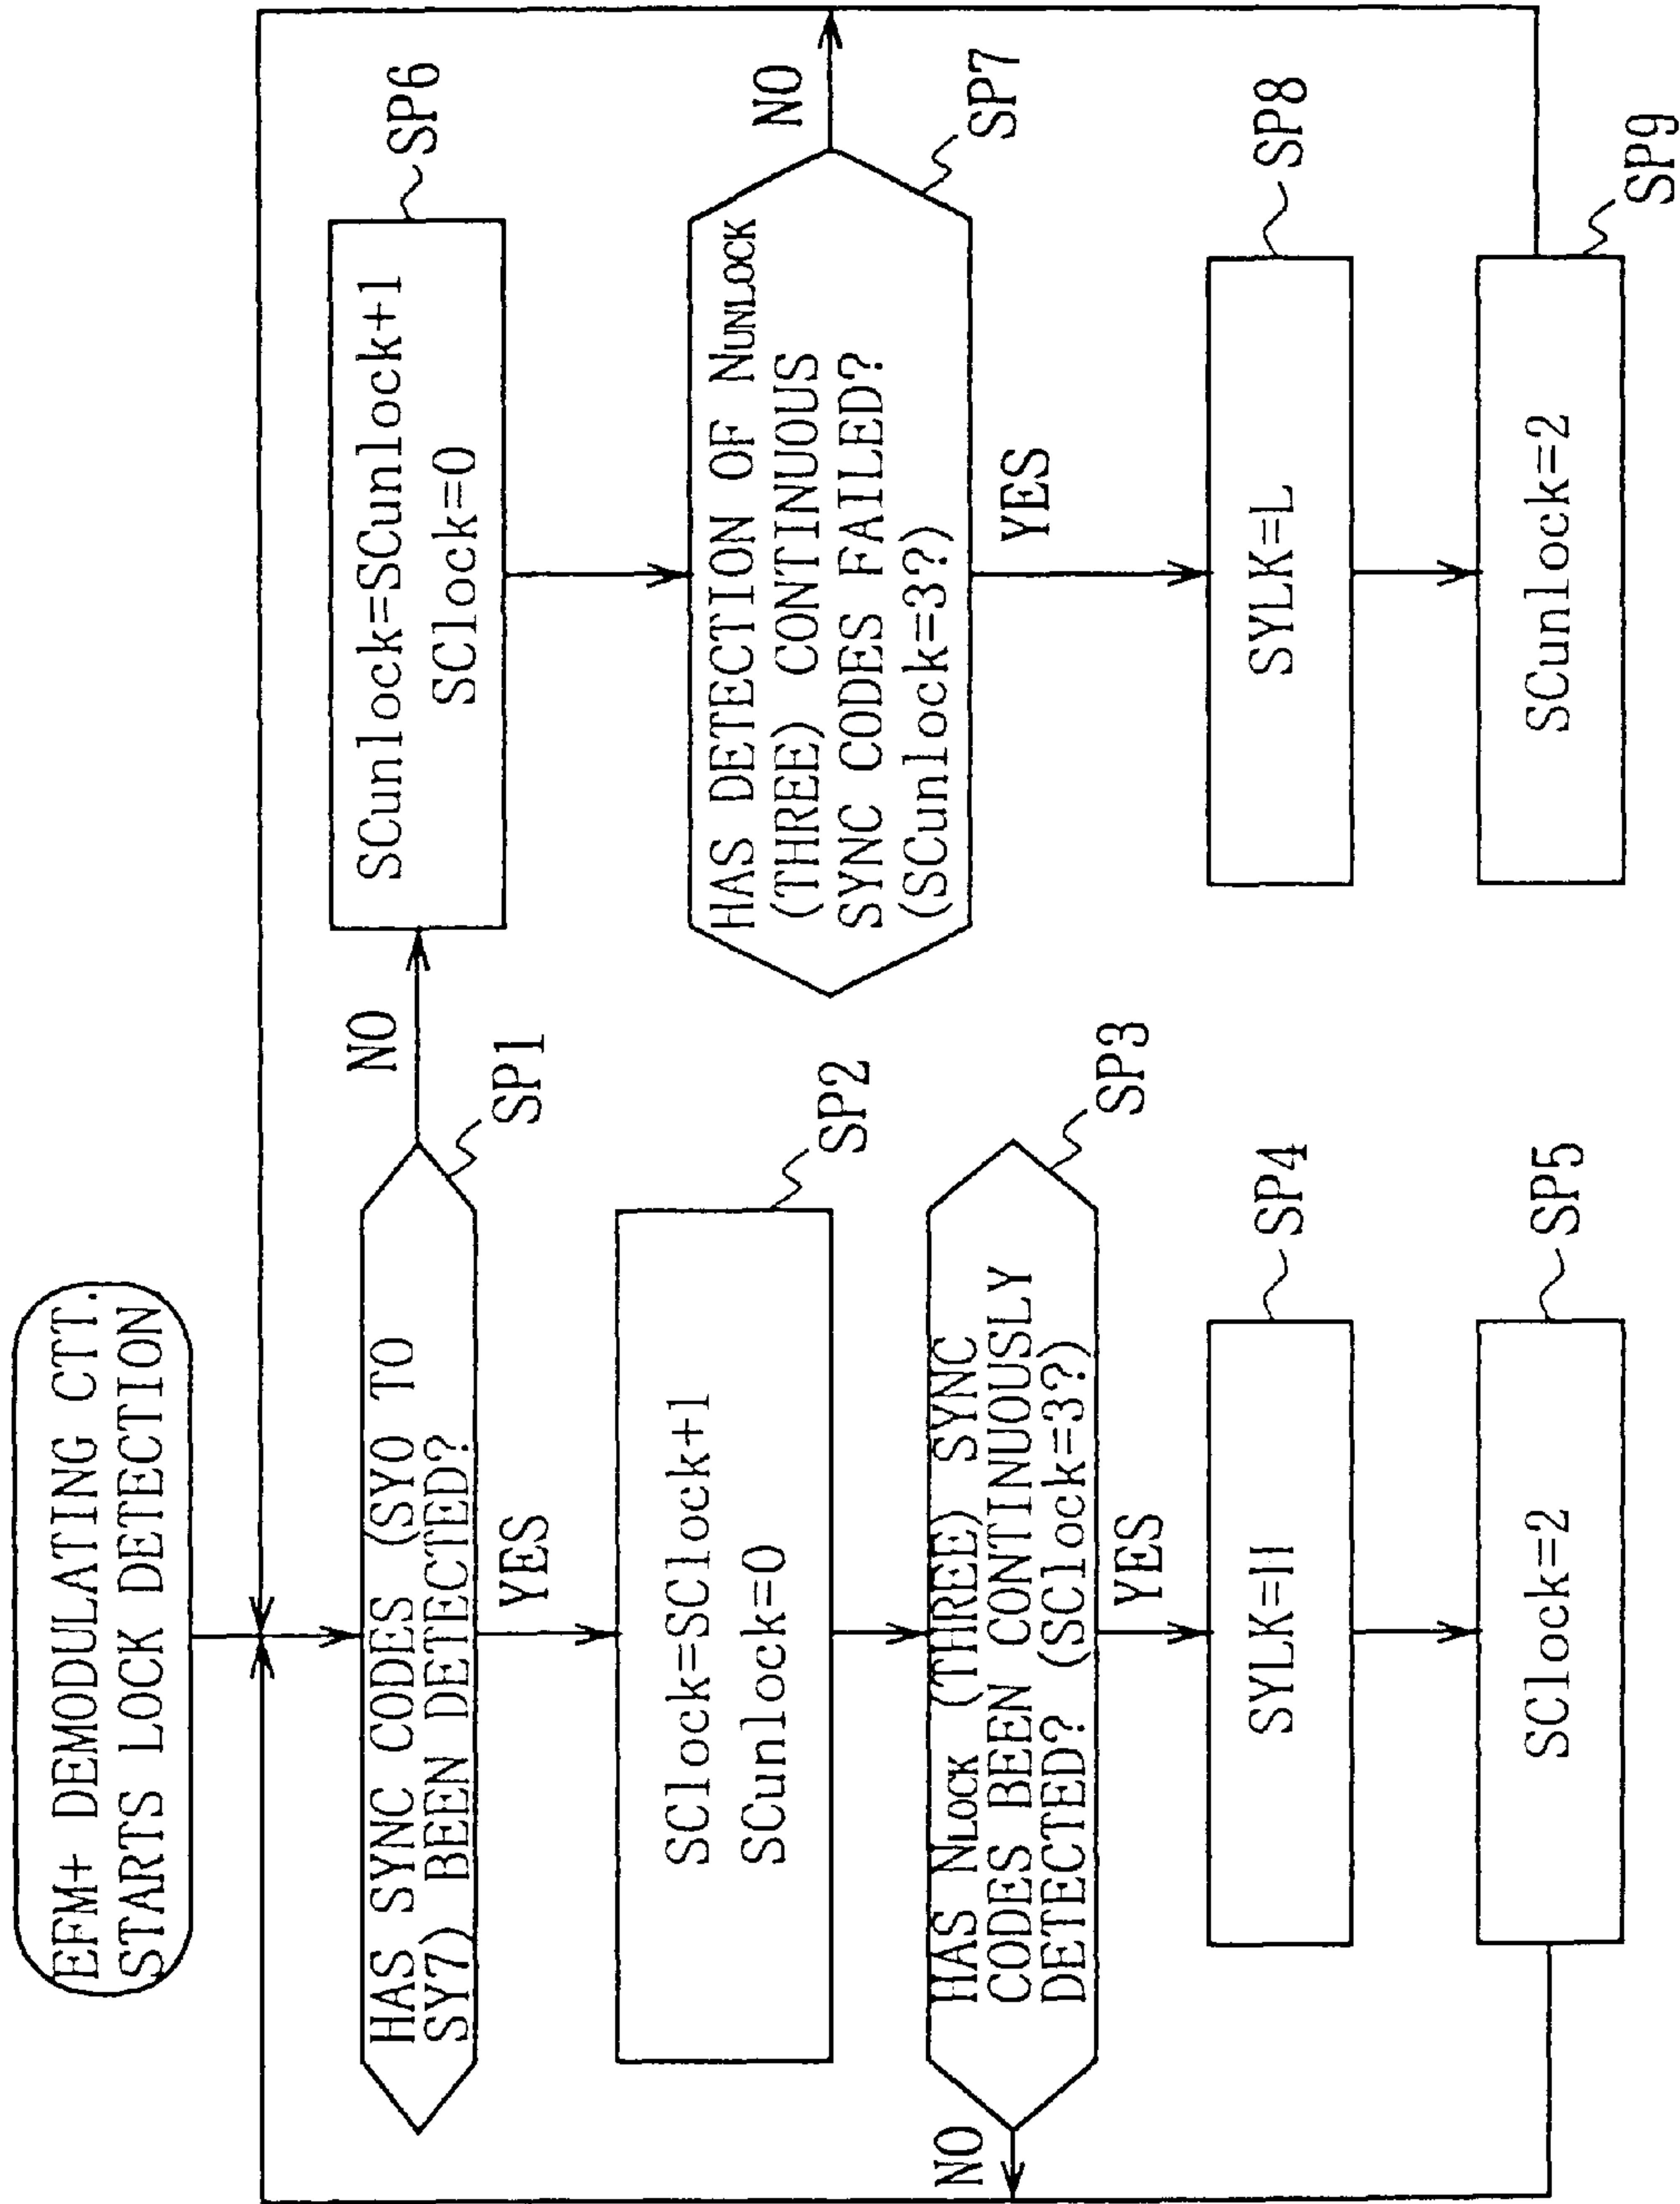 EFM+ DEMODULATING CTT.
STARTS LOCK DETECTION
HAS SYNC CODES (SY0 TO
SY7) BEEN DETECTED?
SP1
NO
YES
SClock=SClock+1
SCunlock=0
SP2
HAS NLOCK (THREE) SYNC
CODES BEEN CONTINUOUSLY
DETECTED? (SClock=3?)
SP3
NO
YES
SYLK=H
SP4
SClock=2
SP5
SCunlock=SCunlock+1
SClock=0
SP6
HAS DETECTION OF NUNLOCK
(THREE) CONTINUOUS
SYNC CODES FAILED?
(SCunlock=3?)
SP7
NO
YES
SYLK=L
SP8
SCunlock=2
SP9